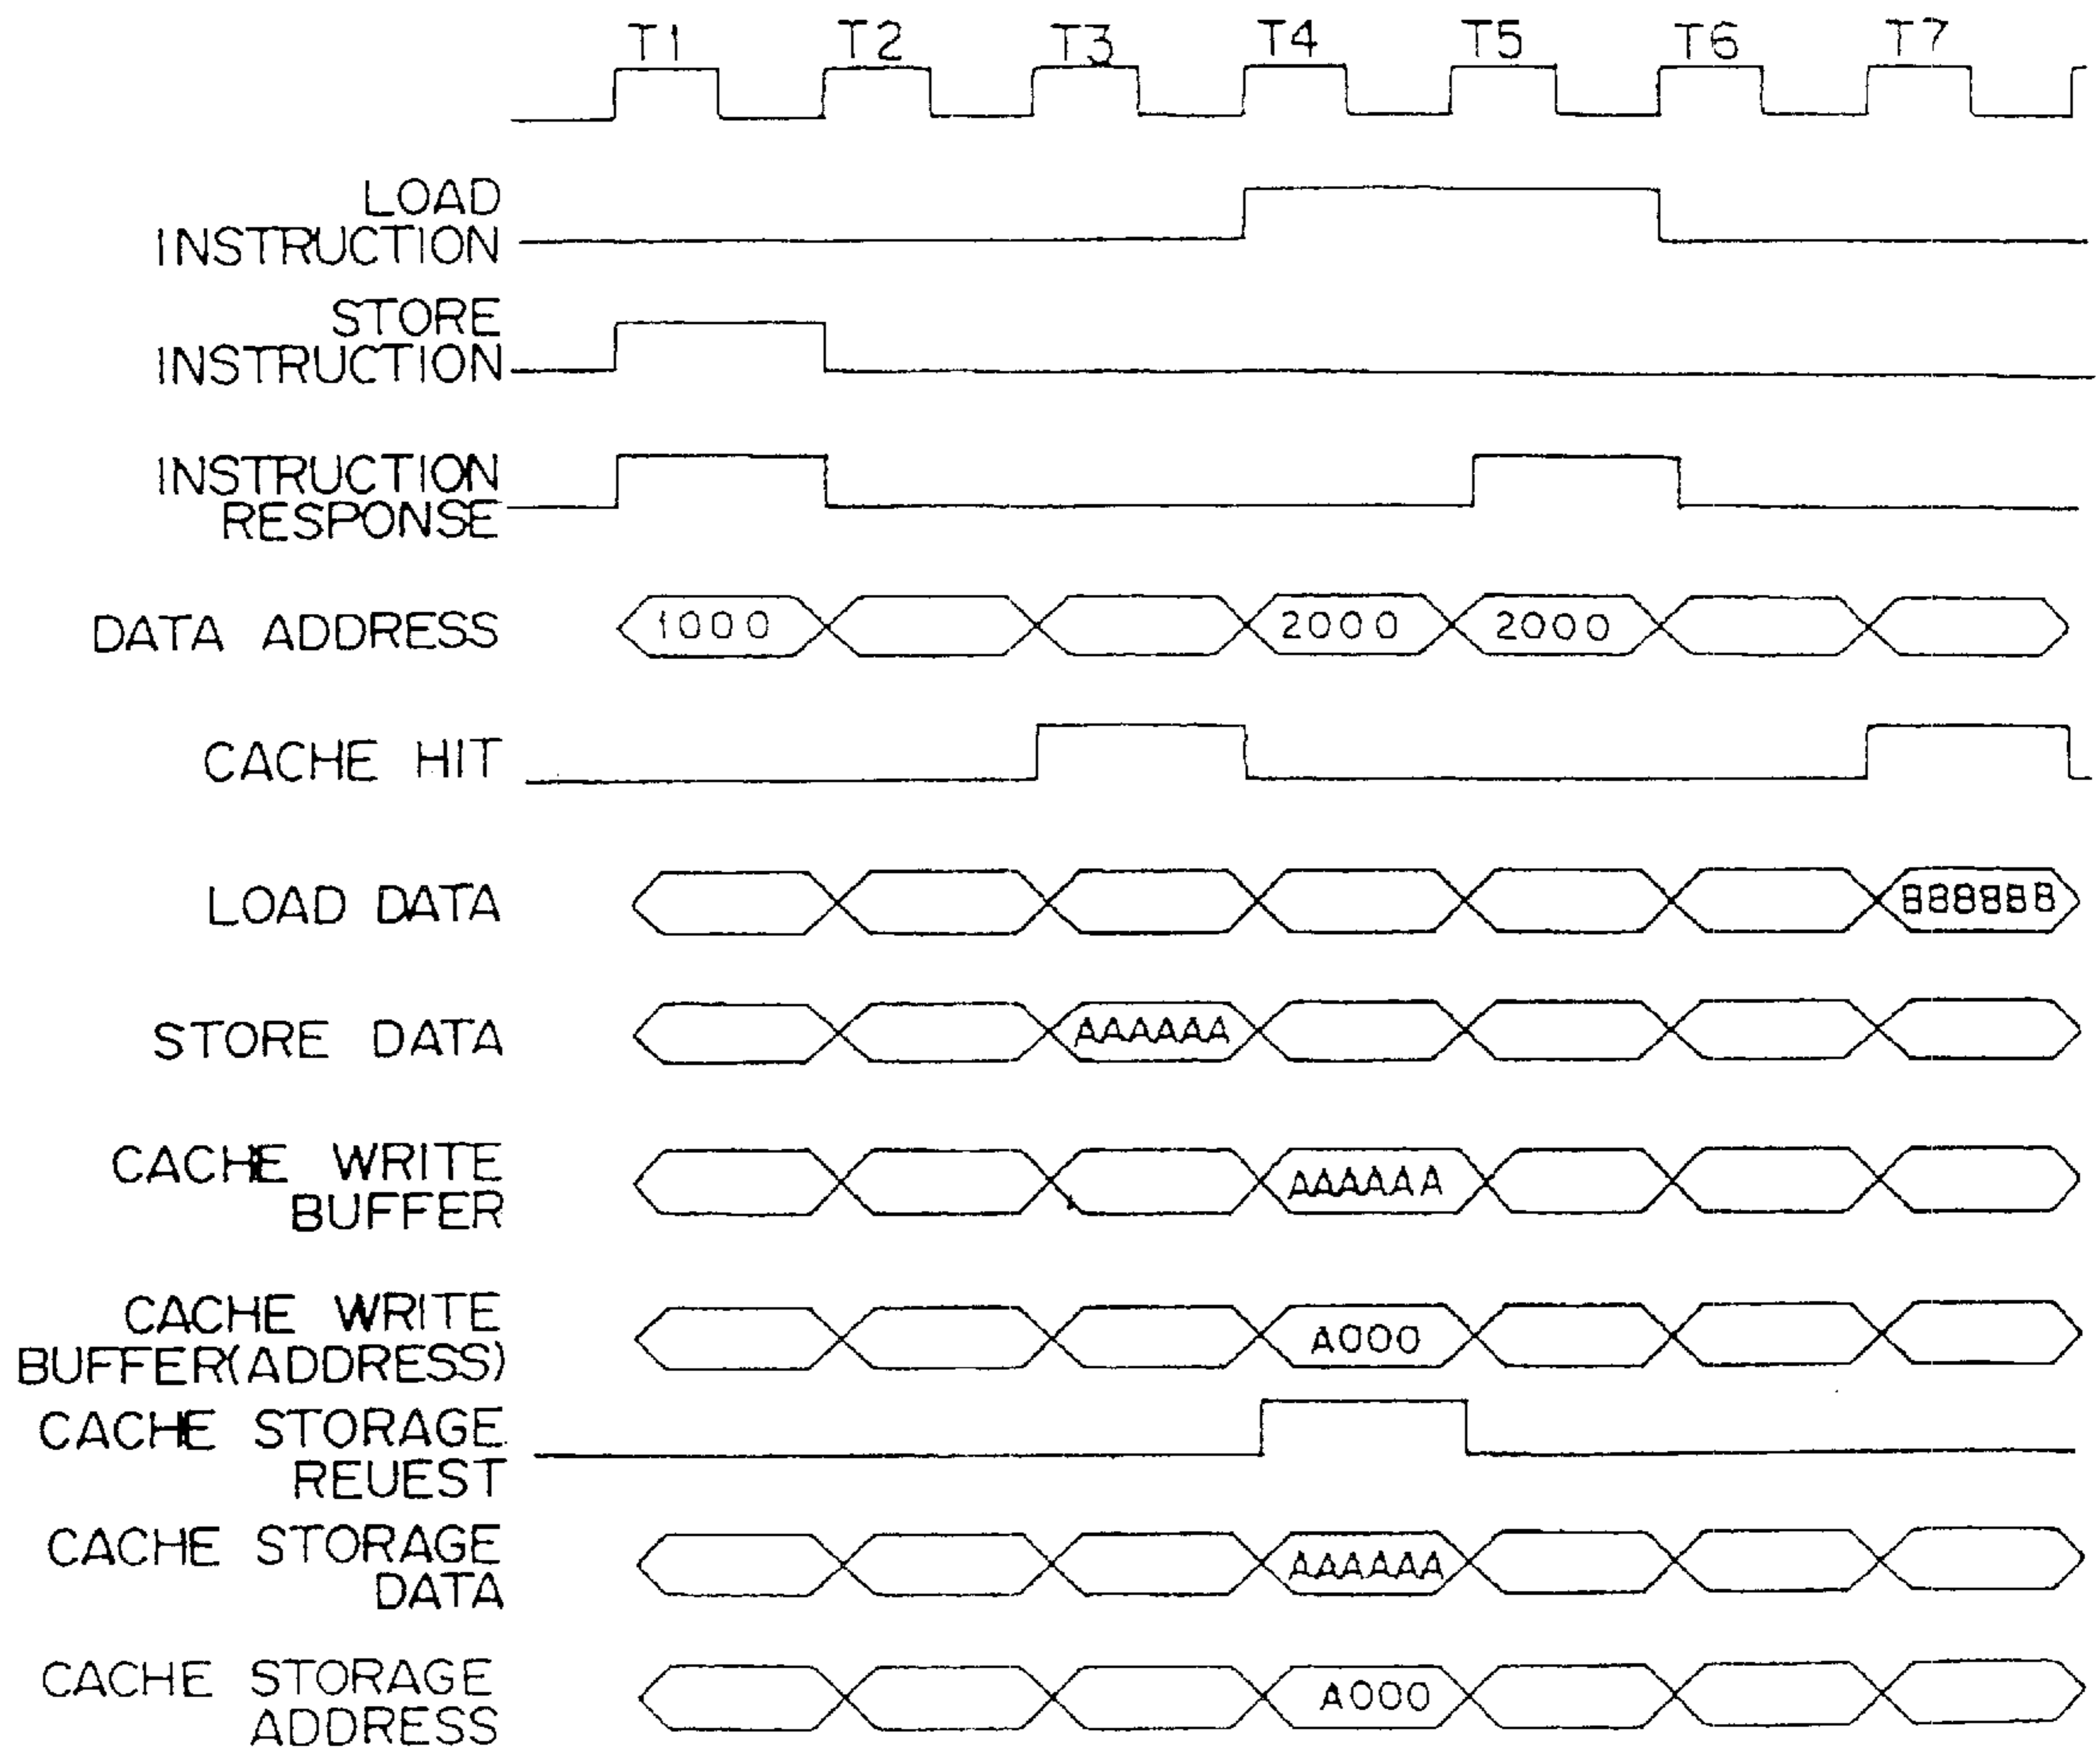 T1 T2 T3 T4 T5 T6 T7
LOAD
INSTRUCTION
STORE
INSTRUCTION
INSTRUCTION
RESPONSE
DATA ADDRESS 1000 2000 2000
CACHE HIT
LOAD DATA BBBBBB
STORE DATA AAAAAA
CACHE WRITE
BUFFER AAAAAA
CACHE WRITE
BUFFER(ADDRESS) A000
CACHE STORAGE
REUEST
CACHE STORAGE
DATA AAAAAA
CACHE STORAGE
ADDRESS A000